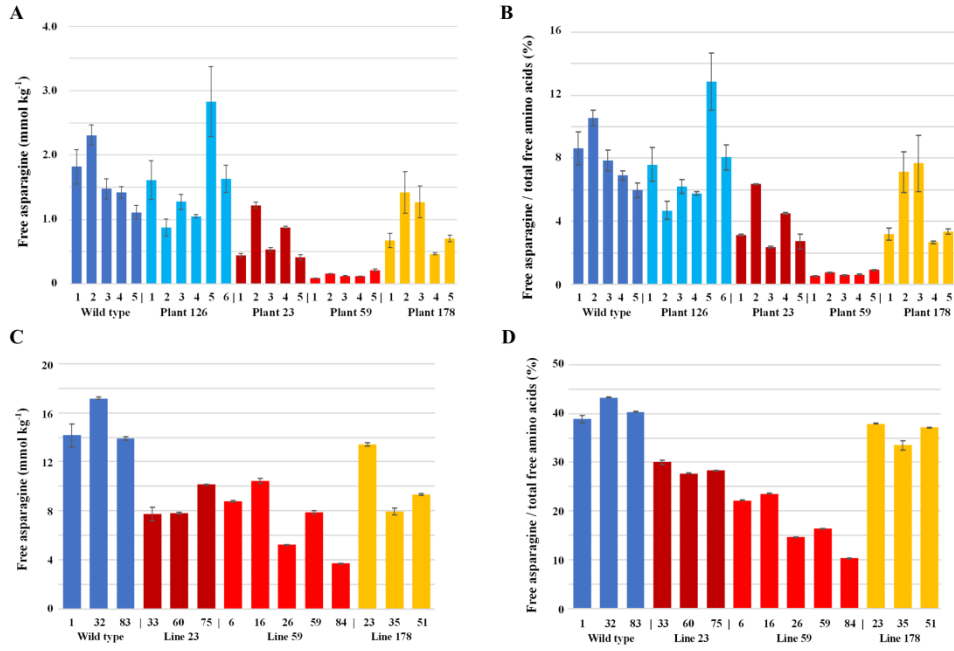 A
Free asparagine (mmol kg-1)
4.0
3.0
2.0
1.0
0
1 2 3 4 5 | 1 2 3 4 5 6 | 1 2 3 4 5 | 1 2 3 4 5 | 1 2 3 4 5
Wild type Plant 126 Plant 23 Plant 59 Plant 178
B
Free asparagine / total free amino acids (%)
16
12
8
4
0
1 2 3 4 5 | 1 2 3 4 5 6 | 1 2 3 4 5 | 1 2 3 4 5 | 1 2 3 4 5
Wild type Plant 126 Plant 23 Plant 59 Plant 178
C
Free asparagine (mmol kg-1)
20
16
12
8
4
0
1 32 83 | 33 60 75 | 6 16 26 59 84 | 23 35 51
Wild type Line 23 Line 59 Line 178
D
Free asparagine / total free amino acids (%)
50
40
30
20
10
0
1 32 83 | 33 60 75 | 6 16 26 59 84 | 23 35 51
Wild type Line 23 Line 59 Line 178